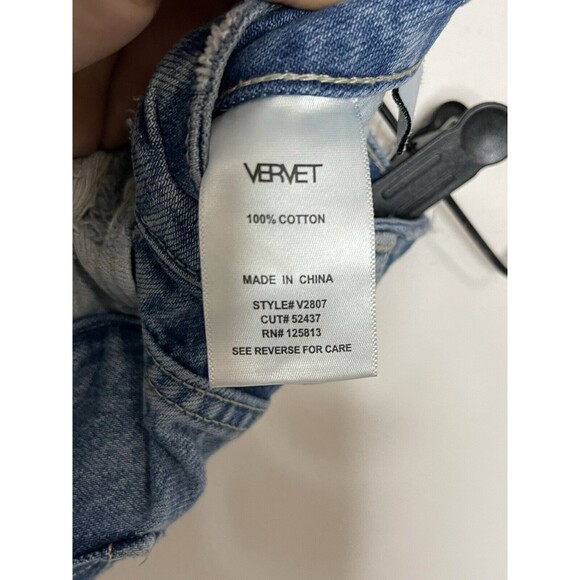 VERVET
100% COTTON
MADE IN CHINA
STYLE# V2807
CUT# 52437
RN# 125813
SEE REVERSE FOR CARE